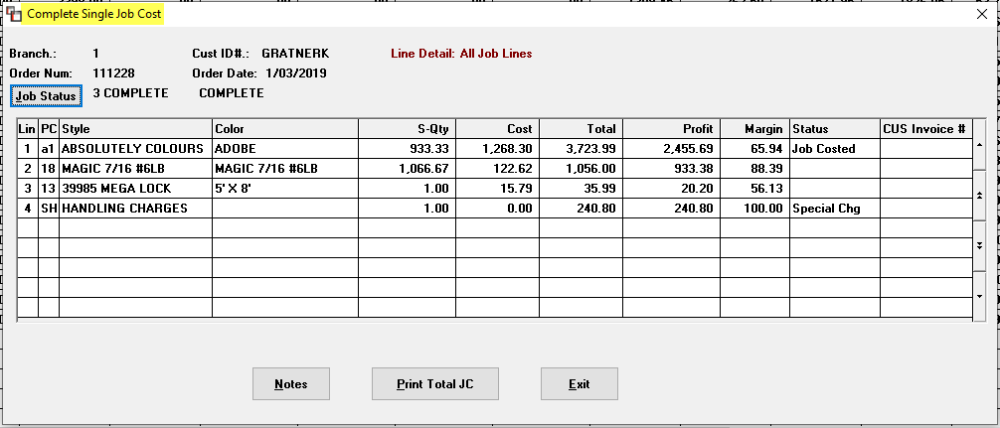 Complete Single Job Cost
Branch.: 1 Cust ID#.: GRATNERK Line Detail: All Job Lines
Order Num: 111228 Order Date: 1/03/2019
Job Status 3 COMPLETE COMPLETE
Lin PC Style Color S-Qty Cost Total Profit Margin Status CUS Invoice #
1 a1 ABSOLUTELY COLOURS ADOBE 933.33 1,268.30 3,723.99 2,455.69 65.94 Job Costed
2 18 MAGIC 7/16 #6LB MAGIC 7/16 #6LB 1,066.67 122.62 1,056.00 933.38 88.39
3 13 39985 MEGA LOCK 5' X 8' 1.00 15.79 35.99 20.20 56.13
4 SH HANDLING CHARGES 1.00 0.00 240.80 240.80 100.00 Special Chg
Notes Print Total JC Exit